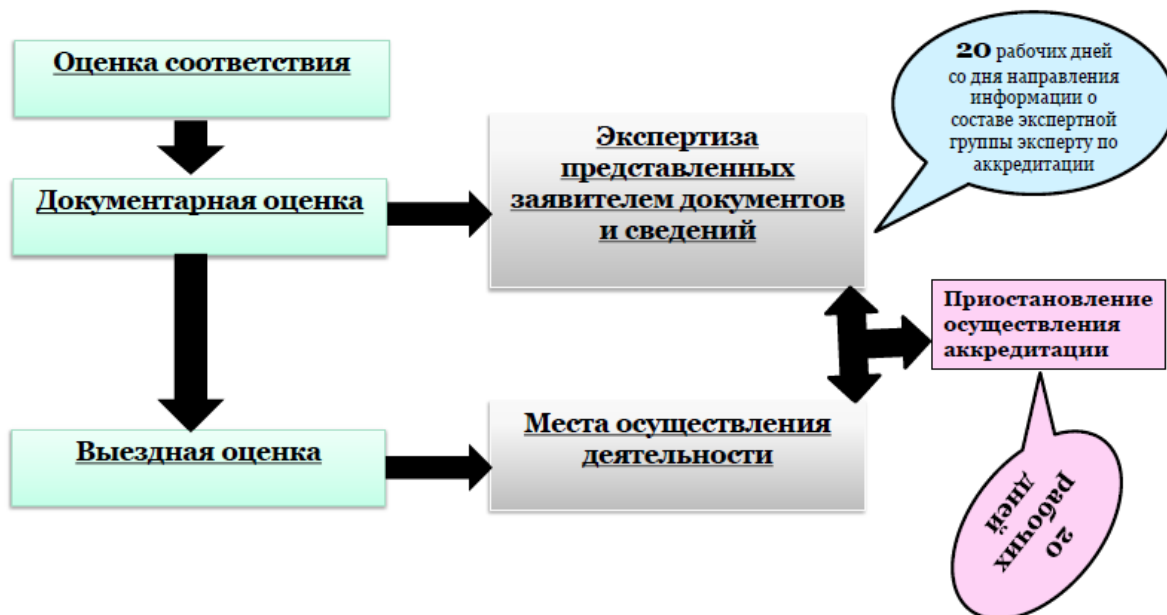 Оценка соответствия
20 рабочих дней
со дня направления
информации о
составе экспертной
группы эксперту по
аккредитации
Экспертиза
представленных
заявителем документов
и сведений
Документарная оценка
Приостановление
осуществления
аккредитации
Места осуществления
деятельности
Выездная оценка
20
рабочих
дней